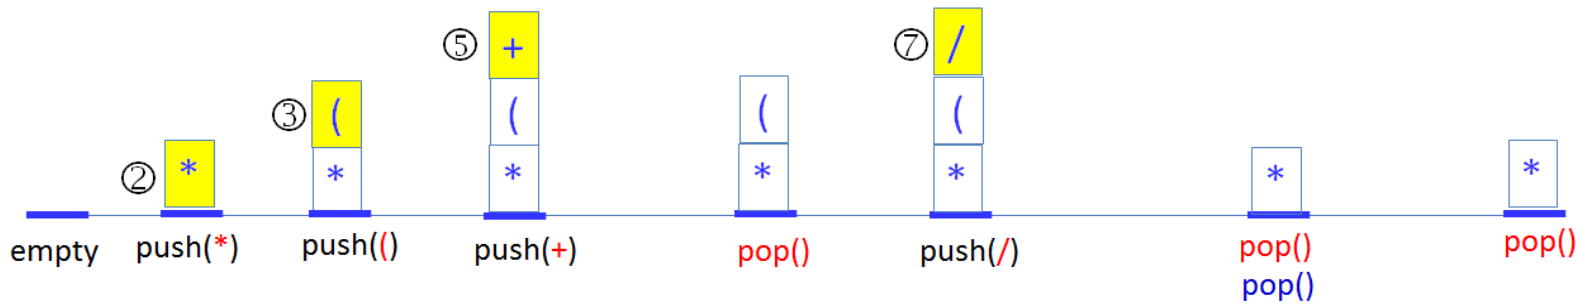 ⑤ + ⑦ /
③ ( ( ( (
② * * * * * * *
empty push(*) push(() push(+) pop() push(/) pop() pop()
pop()